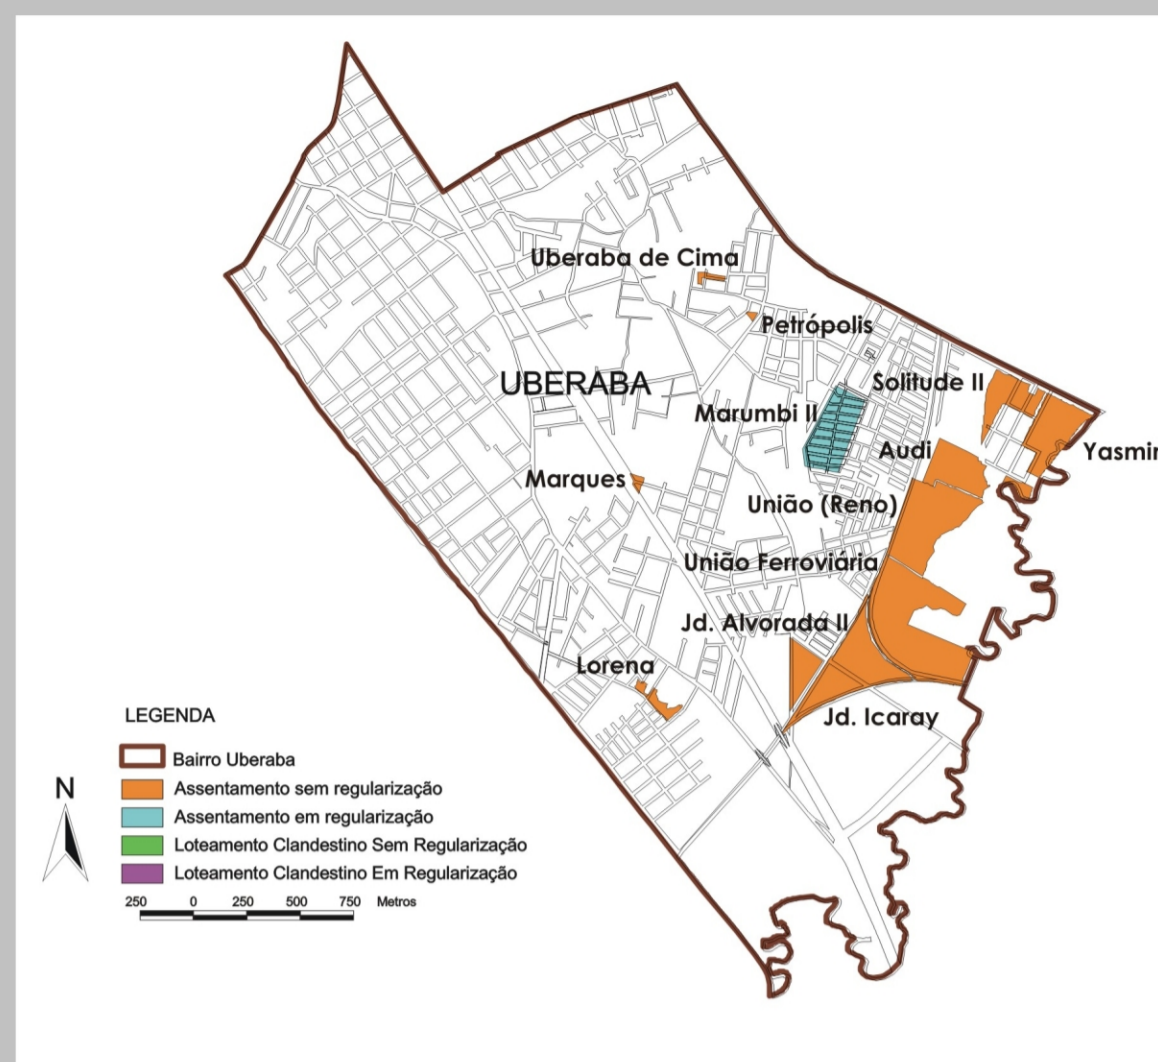 Uberaba de Cima
Petrópolis
UBERABA
Solitude II
Marumbi II
Audi
Yasmin
Marques
União (Reno)
União Ferroviária
Jd. Alvorada II
Lorena
Jd. Icaray
LEGENDA
Bairro Uberaba
Assentamento sem regularização
Assentamento em regularização
Loteamento Clandestino Sem Regularização
Loteamento Clandestino Em Regularização
N
250 0 250 500 750 Metros